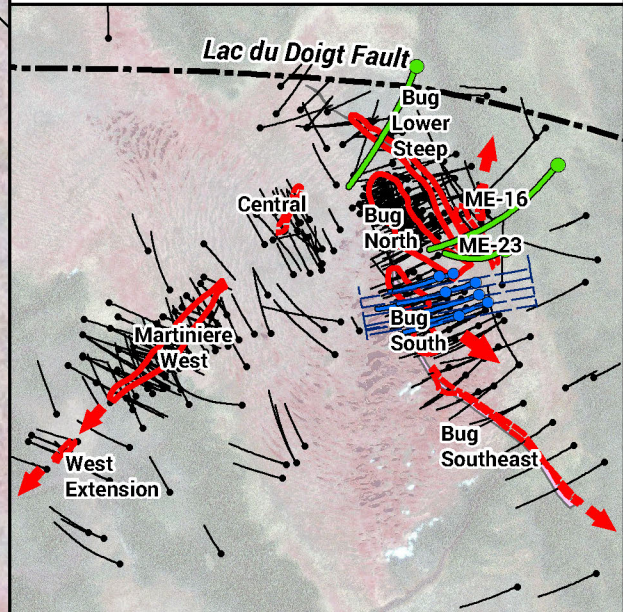 Lac du Doigt Fault
Bug
Lower
Steep
Central
ME-16
Bug
North
ME-23
Bug
South
Martiniere
West
Bug
Southeast
West
Extension